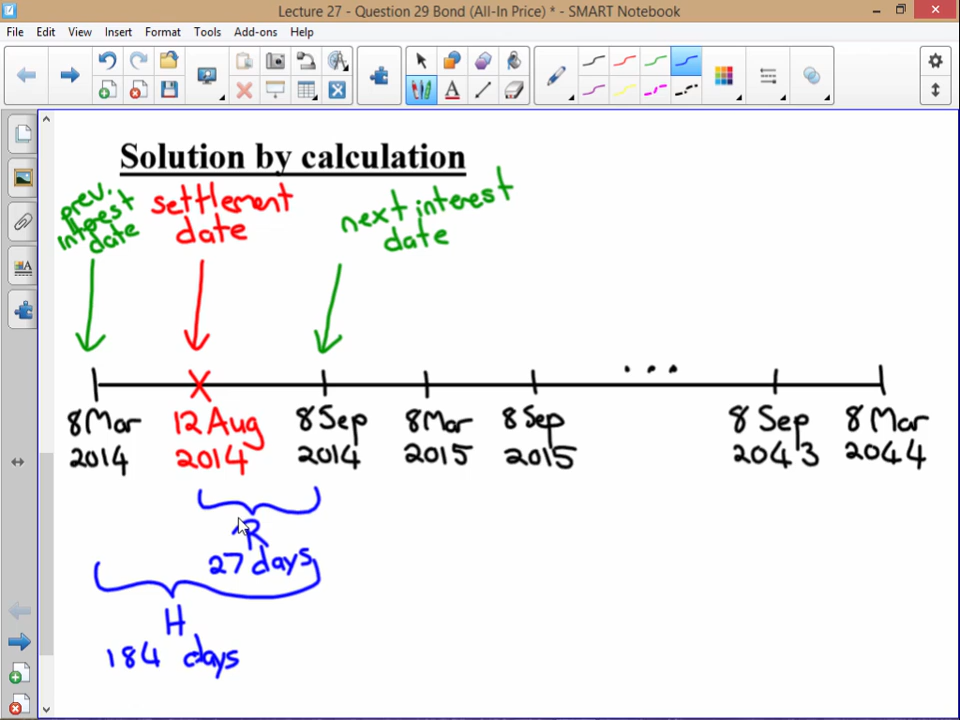 Lecture 27 - Question 29 Bond (All-In Price) * - SMART Notebook
File Edit View Insert Format Tools Add-ons Help
Solution by calculation
prev.
interest
date
settlement
date
next interest
date
8 Mar
2014
12 Aug
2014
8 Sep
2014
8 Mar
2015
8 Sep
2015
...
8 Sep
2043
8 Mar
2044
R
27 days
H
184 days